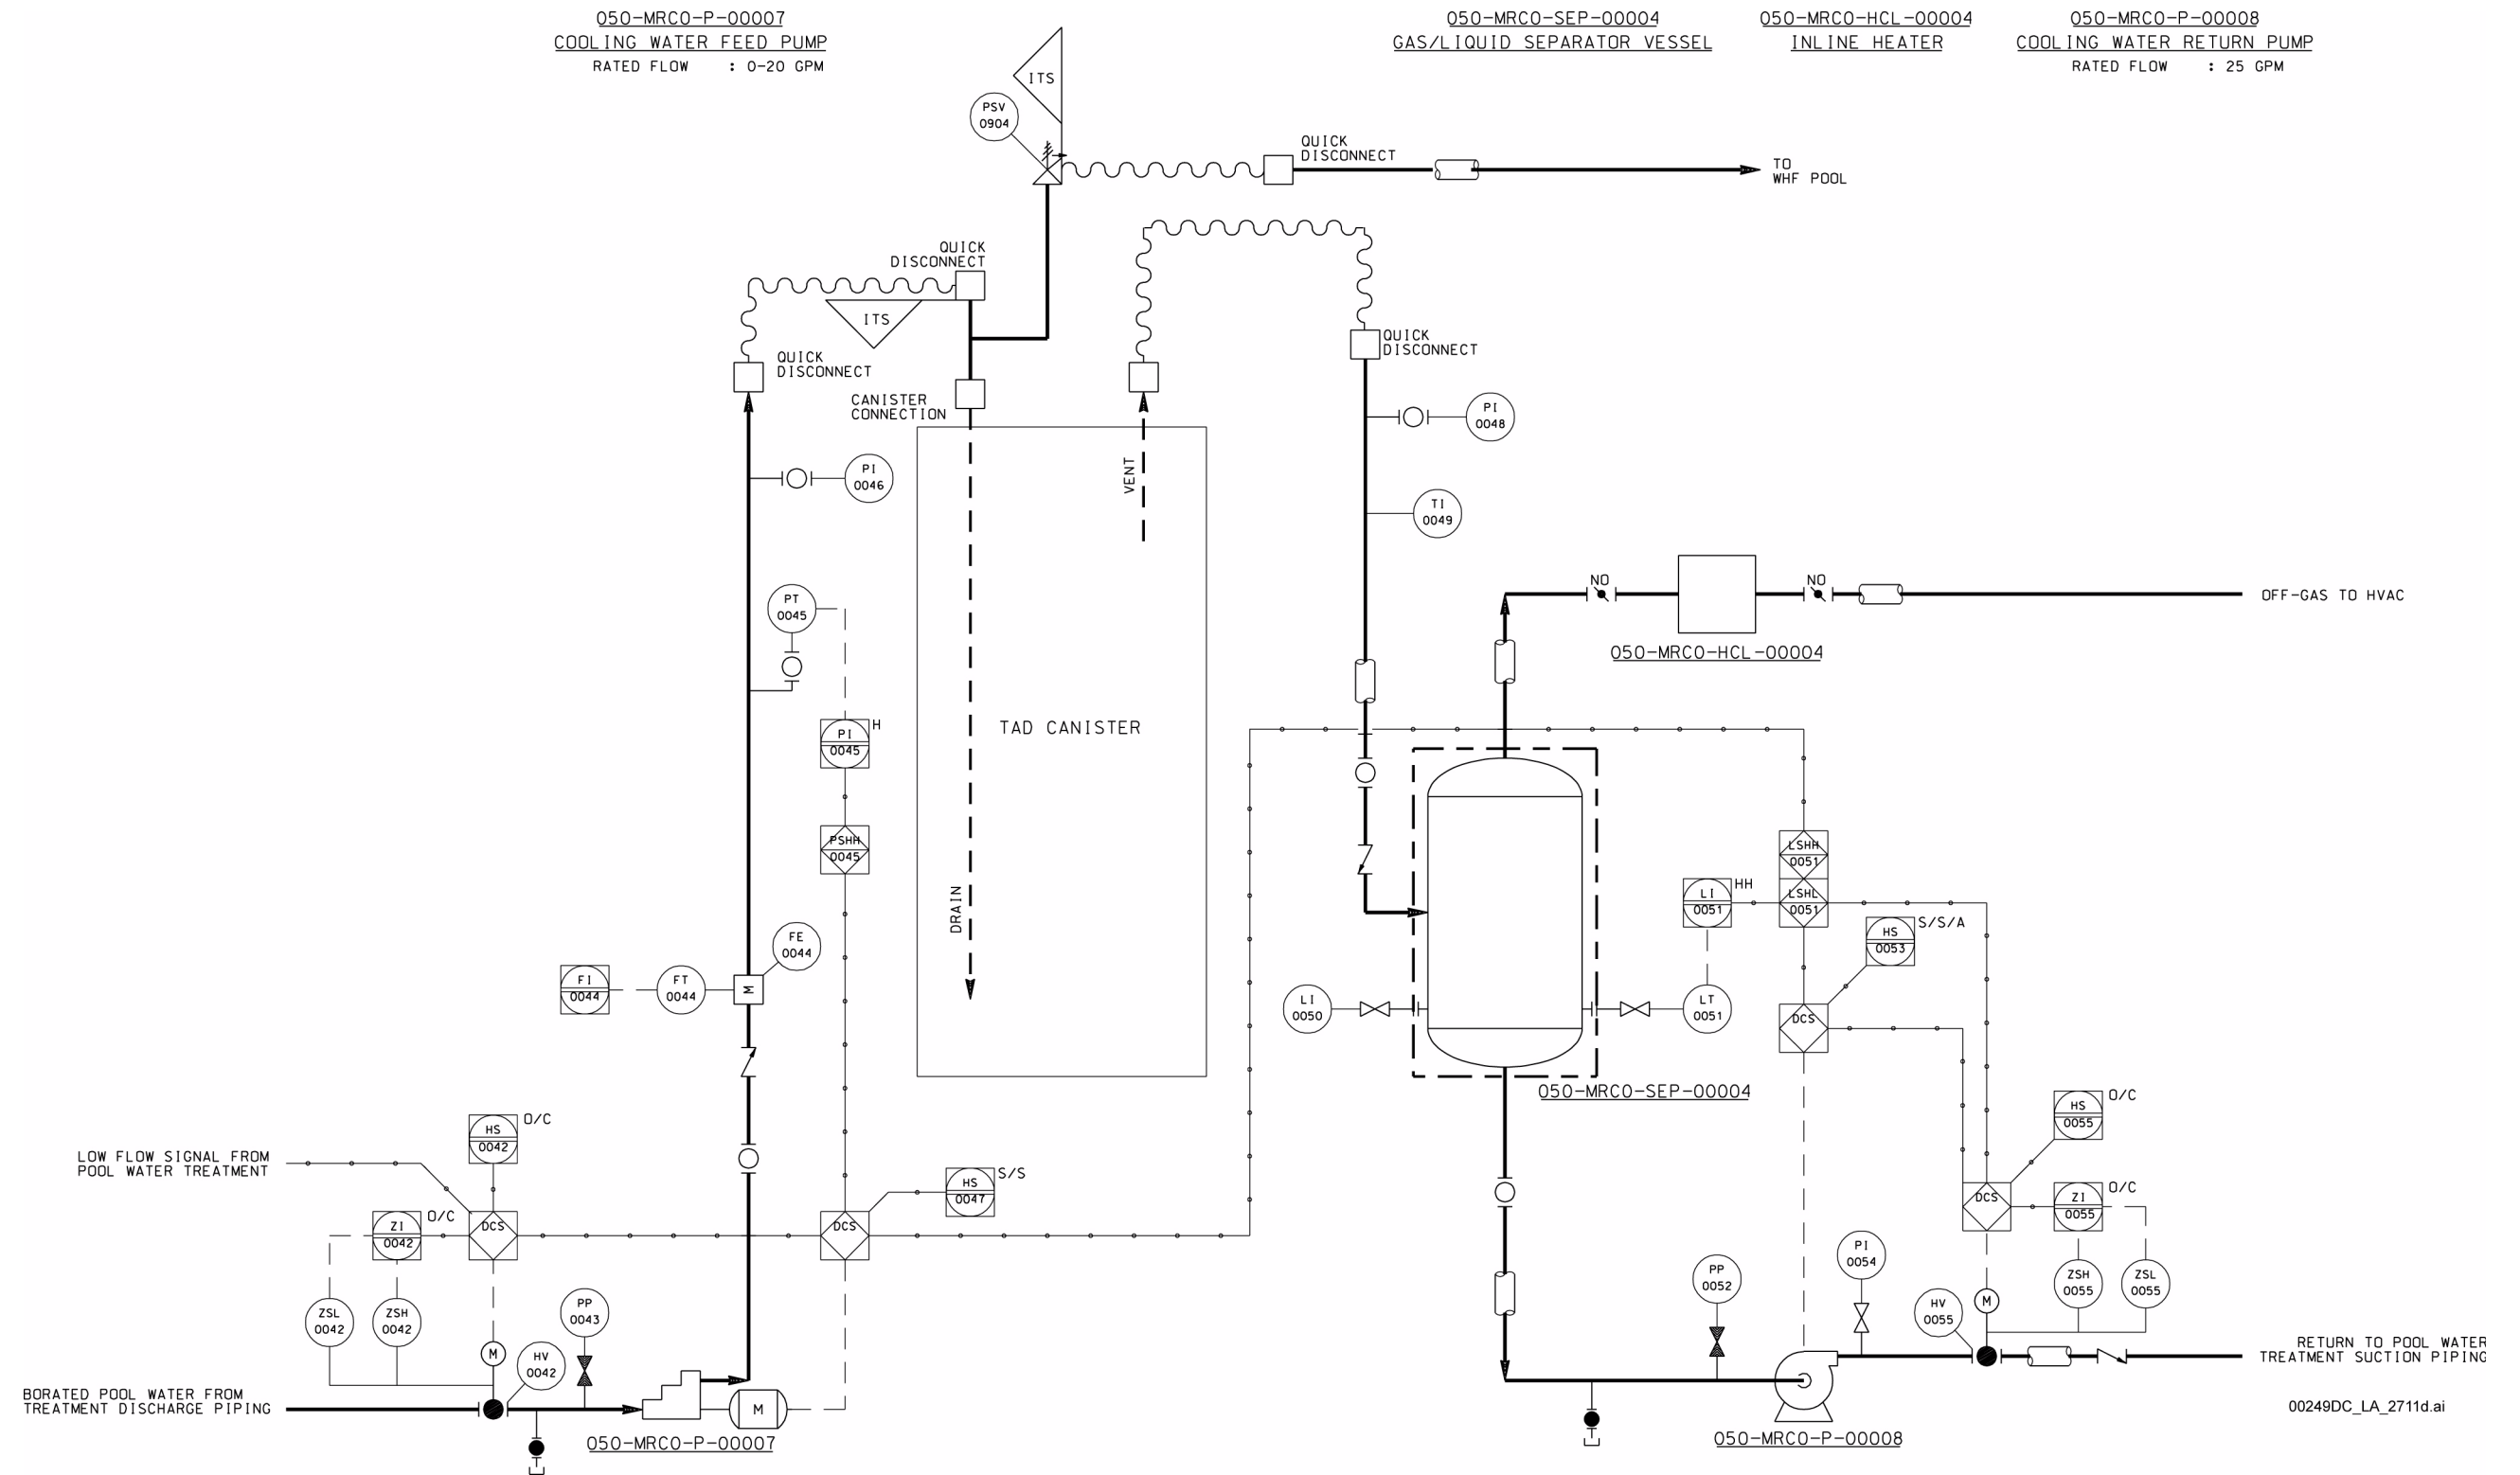 050-MRC0-P-00007
COOLING WATER FEED PUMP
RATED FLOW : 0-20 GPM
050-MRC0-SEP-00004
GAS/LIQUID SEPARATOR VESSEL
050-MRC0-HCL-00004
INLINE HEATER
050-MRC0-P-00008
COOLING WATER RETURN PUMP
RATED FLOW : 25 GPM
ITS
PSV
0904
QUICK
DISCONNECT
TO
WHF POOL
QUICK
DISCONNECT
ITS
QUICK
DISCONNECT
QUICK
DISCONNECT
CANISTER
CONNECTION
PI
0048
PI
0046
VENT
TI
0049
PT
0045
NO
NO
OFF-GAS TO HVAC
050-MRC0-HCL-00004
PI
0045
H
TAD CANISTER
PSHH
0045
LSHH
0051
LI
0051
HH
LSHL
0051
DRAIN
HS
0053
S/S/A
FE
0044
FI
0044
FT
0044
M
LI
0050
LT
0051
DCS
050-MRC0-SEP-00004
HS
0042
O/C
HS
0055
O/C
LOW FLOW SIGNAL FROM
POOL WATER TREATMENT
HS
0047
S/S
ZI
0042
O/C
DCS
DCS
DCS
ZI
0055
O/C
ZSL
0042
ZSH
0042
PP
0043
PP
0052
PI
0054
ZSH
0055
ZSL
0055
M
HV
0042
HV
0055
M
RETURN TO POOL WATER
TREATMENT SUCTION PIPING
BORATED POOL WATER FROM
TREATMENT DISCHARGE PIPING
M
050-MRC0-P-00007
050-MRC0-P-00008
00249DC_LA_2711d.ai